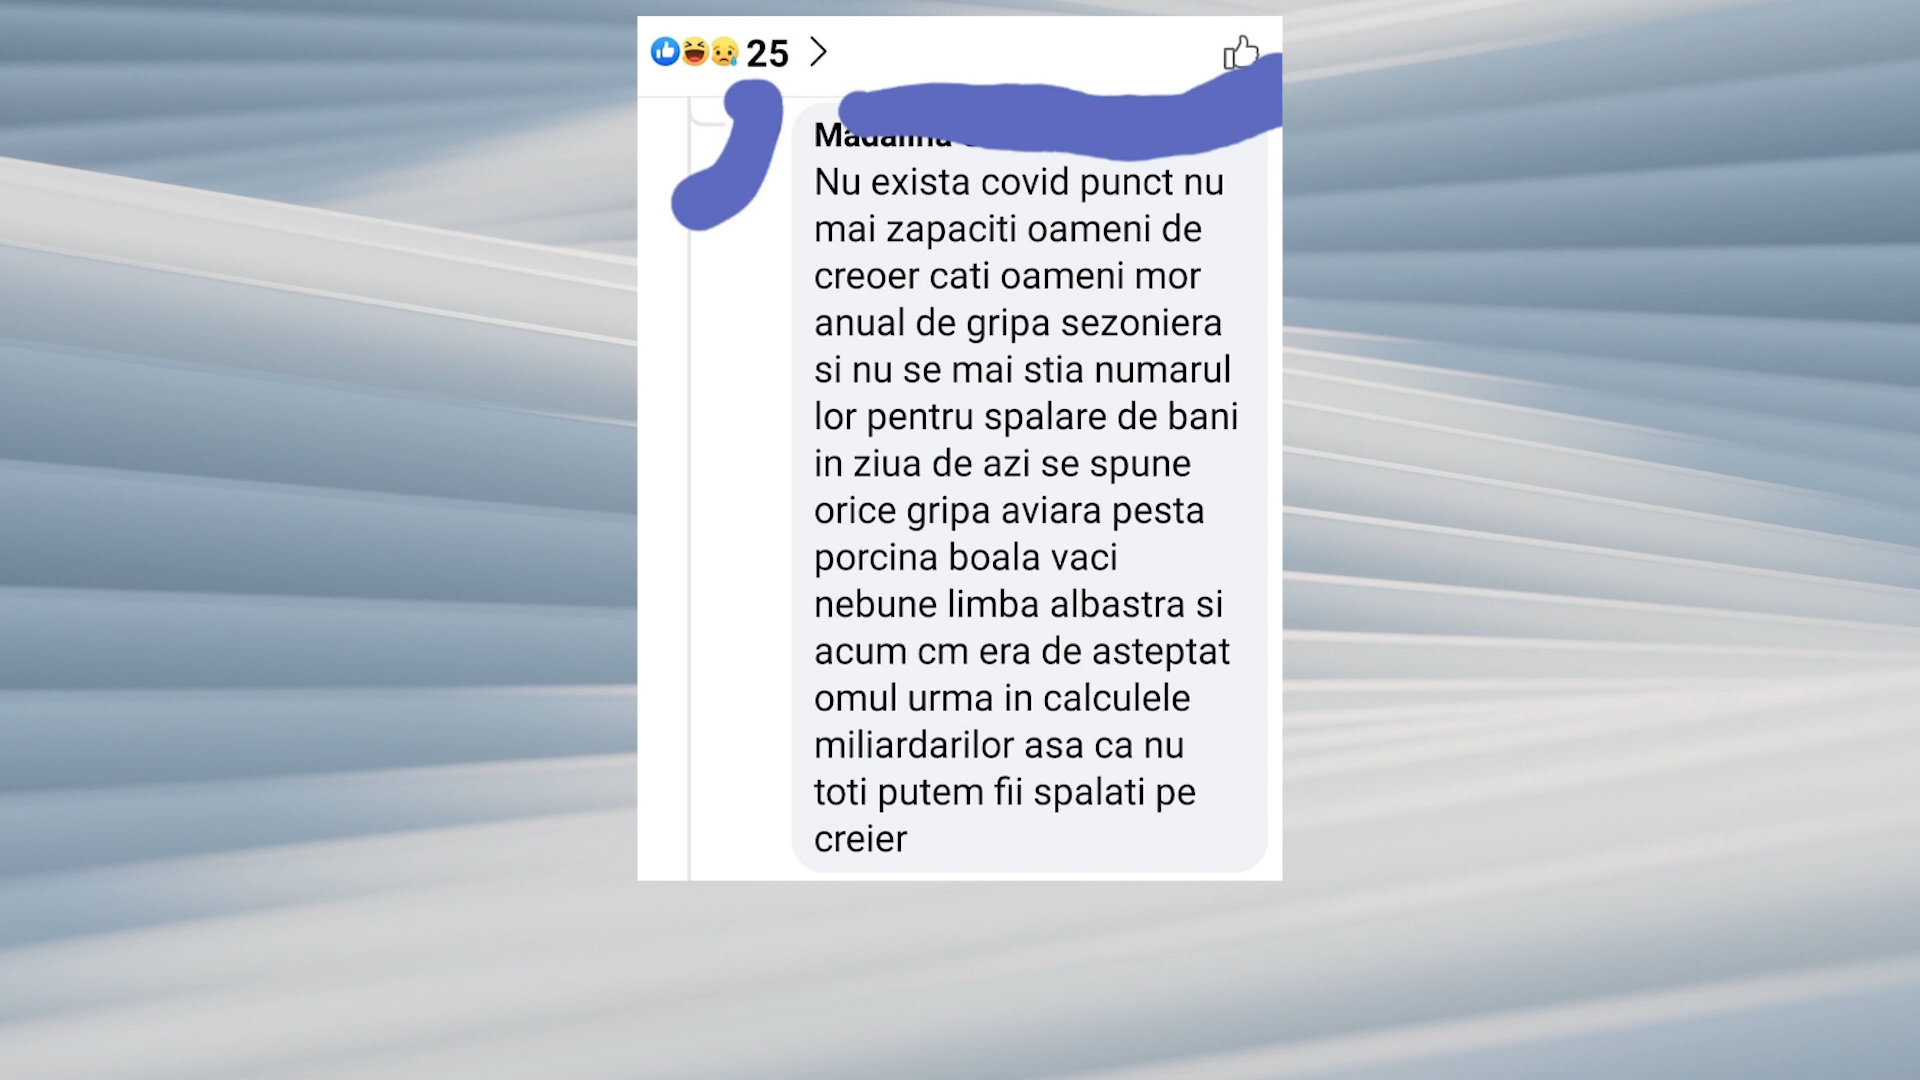 25
Nu exista covid punct nu
mai zapaciti oameni de
creoer cati oameni mor
anual de gripa sezoniera
si nu se mai stia numarul
lor pentru spalare de bani
in ziua de azi se spune
orice gripa aviara pesta
porcina boala vaci
nebune limba albastra si
acum cm era de asteptat
omul urma in calculele
miliardarilor asa ca nu
toti putem fii spalati pe
creier